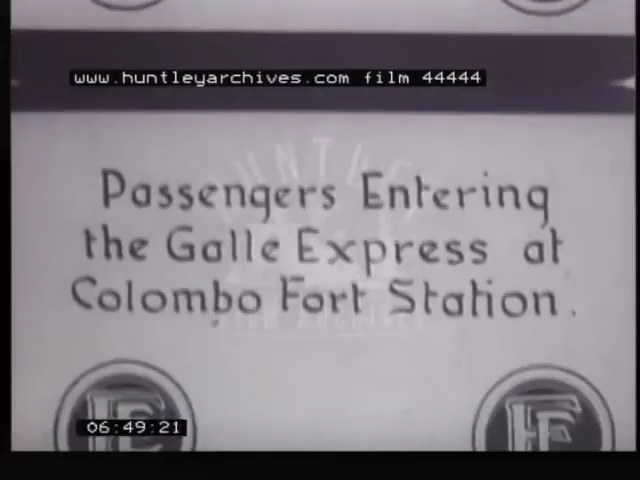 www.huntleyarchives.com film 44444
Passengers Entering
the Galle Express at
Colombo Fort Station.
06:49:21